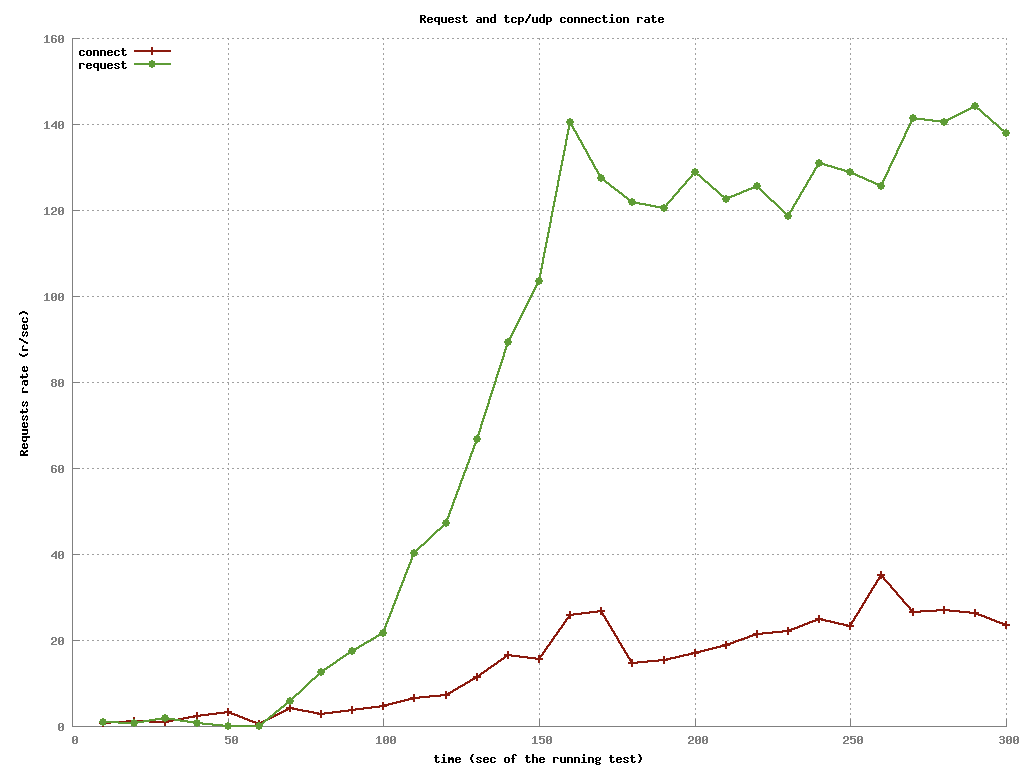 Request and tcp/udp connection rate
160
connect
request
140
120
100
80
60
40
20
0
Requests rate (r/sec)
0 50 100 150 200 250 300
time (sec of the running test)